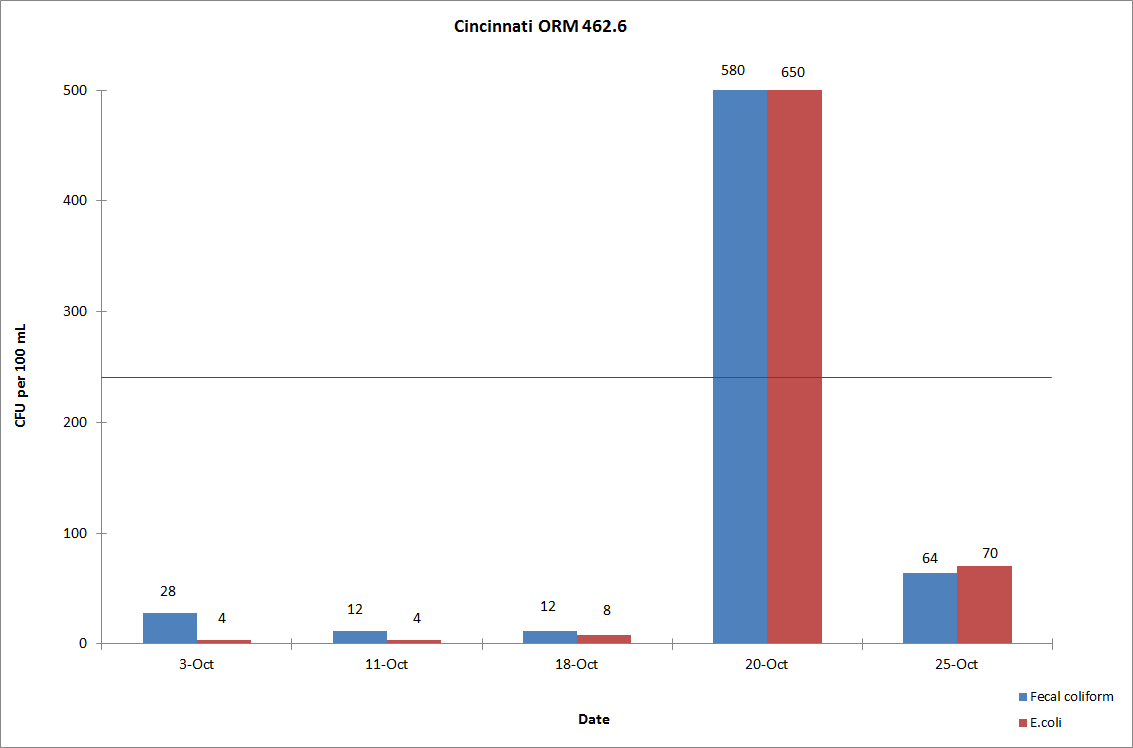 Cincinnati ORM 462.6
580
650
500
400
300
200
100
0
CFU per 100 mL
28
4
12
4
12
8
64
70
3-Oct
11-Oct
18-Oct
20-Oct
25-Oct
Date
Fecal coliform
E.coli